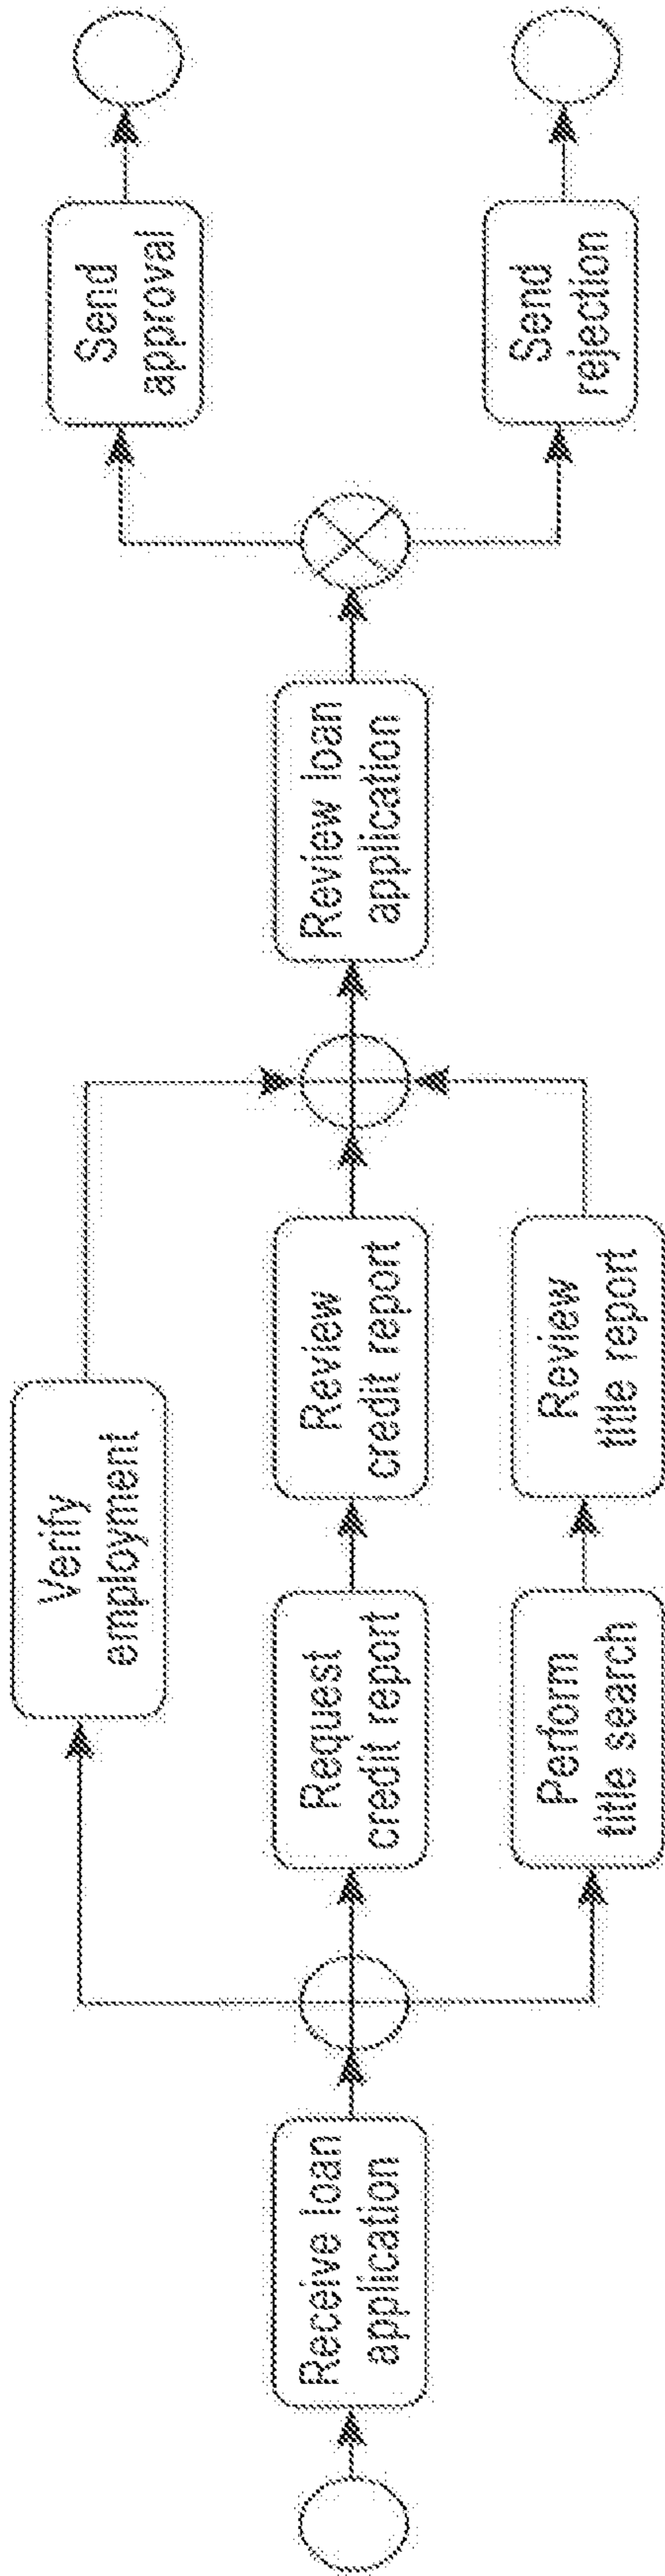 Receive loan
application
Verify
employment
Request
credit report
Review
credit report
Perform
title search
Review
title report
Review loan
application
Send
approval
Send
rejection